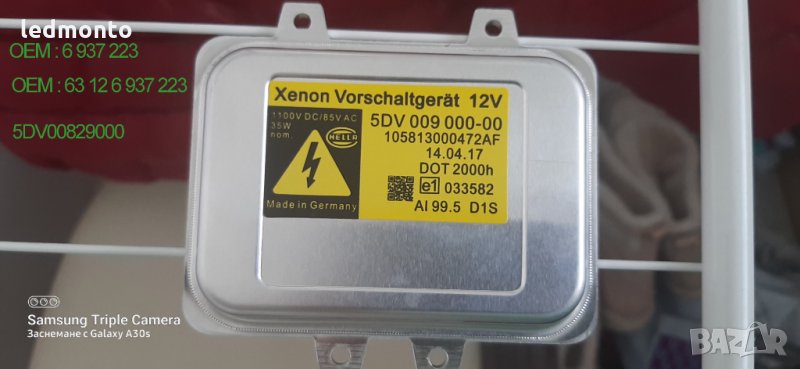 ledmonto
OEM : 6 937 223
OEM : 63 12 6 937 223
5DV00829000
Xenon Vorschaltgerät 12V
1100V DC/85V AC
35W
nom.
HELLA
Made in Germany
5DV 009 000-00
105813000472AF
14.04.17
DOT 2000h
e1 033582
Al 99.5 D1S
Samsung Triple Camera
Заснемане с Galaxy A30s
BAZAR